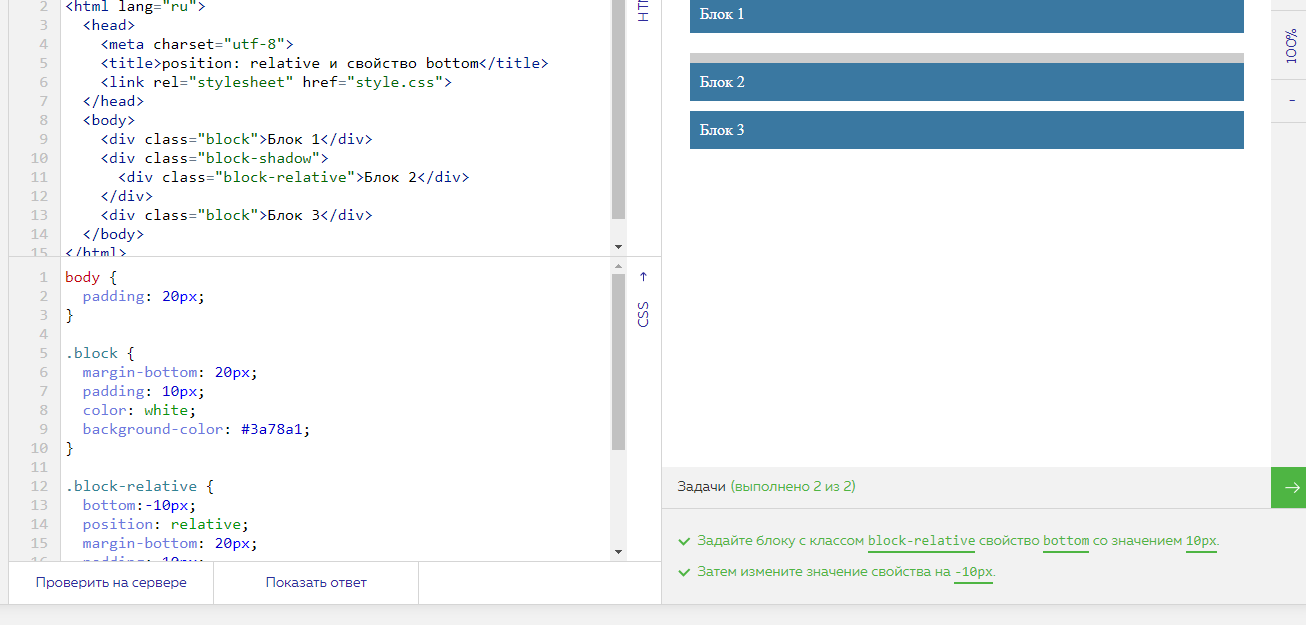 2 <html lang="ru">
3 <head>
4 <meta charset="utf-8">
5 <title>position: relative и свойство bottom</title>
6 <link rel="stylesheet" href="style.css">
7 </head>
8 <body>
9 <div class="block">Блок 1</div>
10 <div class="block-shadow">
11 <div class="block-relative">Блок 2</div>
12 </div>
13 <div class="block">Блок 3</div>
14 </body>
15 </html>
1 body {
2 padding: 20px;
3 }
4
5 .block {
6 margin-bottom: 20px;
7 padding: 10px;
8 color: white;
9 background-color: #3a78a1;
10 }
11
12 .block-relative {
13 bottom:-10px;
14 position: relative;
15 margin-bottom: 20px;
CSS
Проверить на сервере
Показать ответ
Блок 1
Блок 2
Блок 3
100%
-
Задачи (выполнено 2 из 2)
Задайте блоку с классом block-relative свойство bottom со значением 10px.
Затем измените значение свойства на -10px.